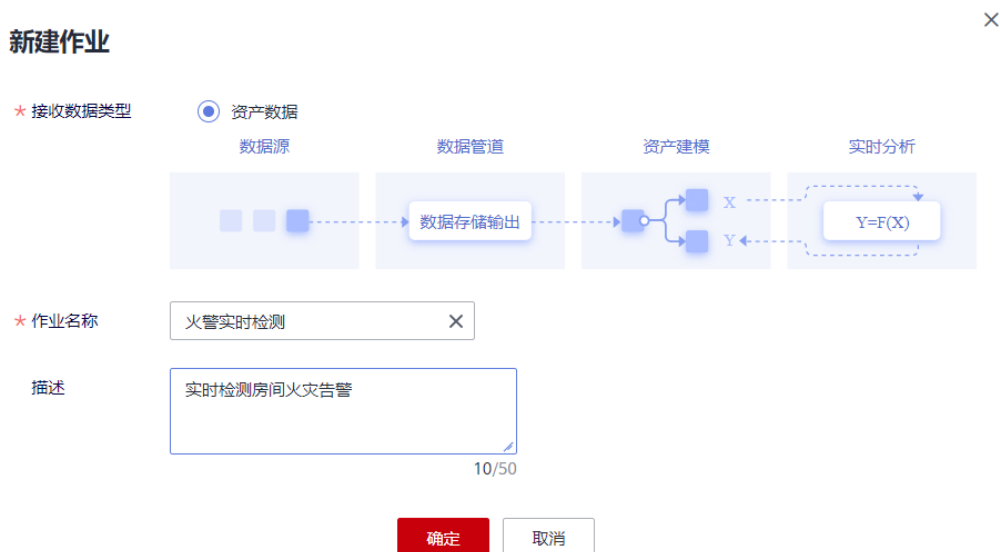 新建作业
* 接收数据类型 资产数据
数据源 数据管道 资产建模 实时分析
数据存储输出 X Y Y=F(X)
* 作业名称 火警实时检测
描述 实时检测房间火灾告警
10/50
确定 取消